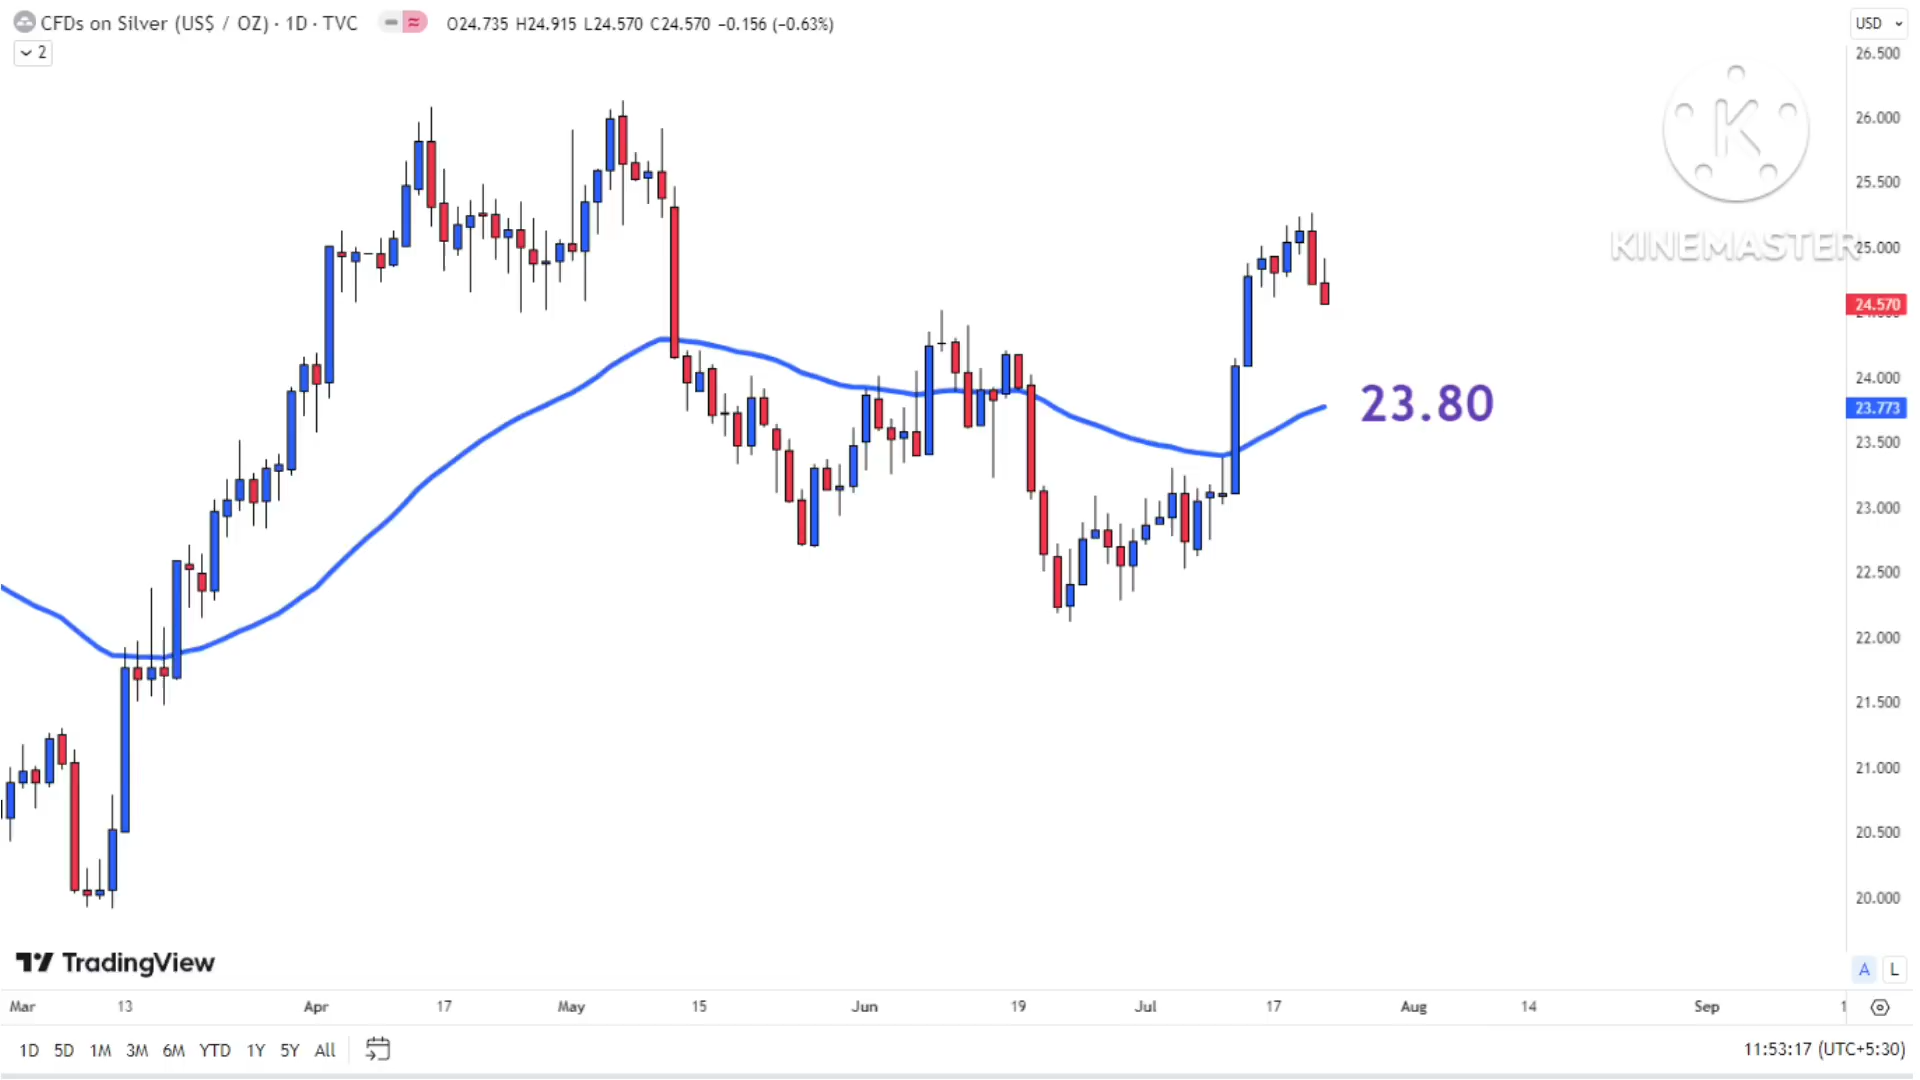 CFDs on Silver (US$ / OZ) · 1D · TVC O24.735 H24.915 L24.570 C24.570 −0.156 (−0.63%)
USD
2
26.500
26.000
25.500
KINEMASTER
25.000
24.570
24.000
23.80
23.773
23.500
23.000
22.500
22.000
21.500
21.000
20.500
20.000
TradingView
A L
Mar 13 Apr 17 May 15 Jun 19 Jul 17 Aug 14 Sep 1
1D 5D 1M 3M 6M YTD 1Y 5Y All
11:53:17 (UTC+5:30)